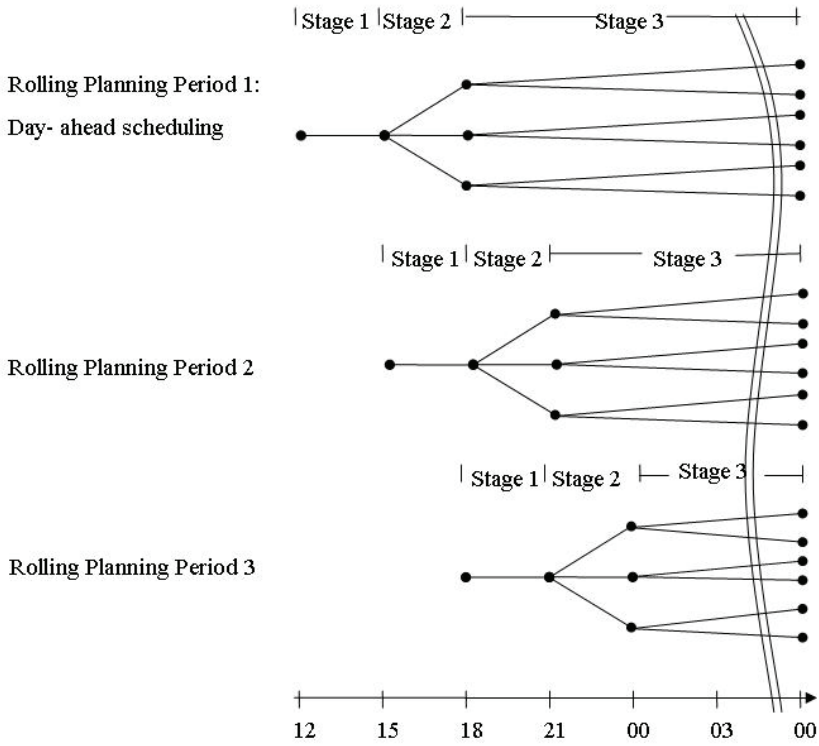 Stage 1 Stage 2 Stage 3
Rolling Planning Period 1:
Day- ahead scheduling
Stage 1 Stage 2 Stage 3
Rolling Planning Period 2
Stage 1 Stage 2 Stage 3
Rolling Planning Period 3
12 15 18 21 00 03 00